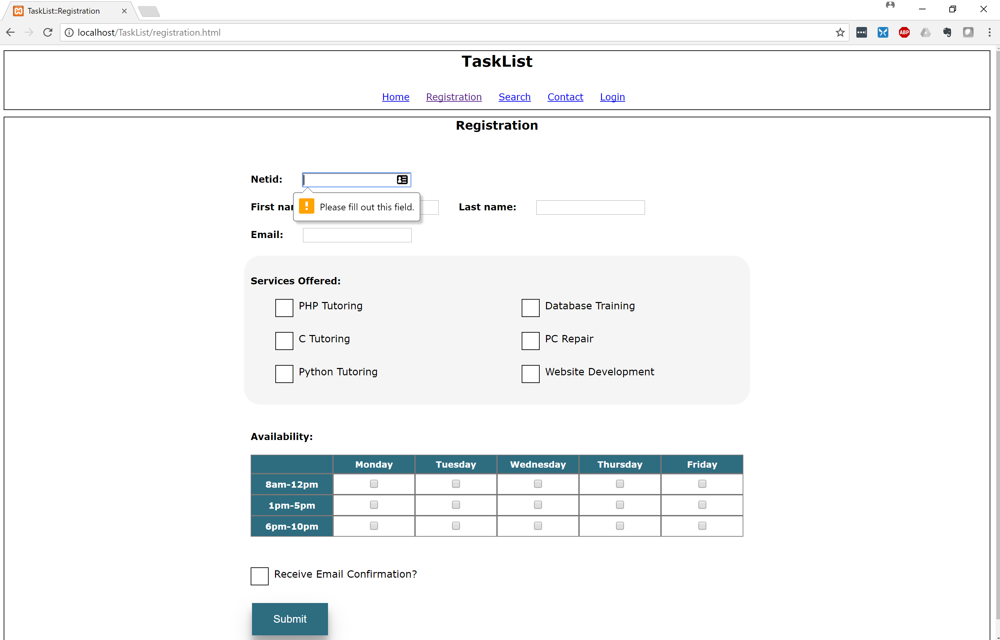 TaskList::Registration
localhost/TaskList/registration.html
ABP
TaskList
Home Registration Search Contact Login
Registration
Netid:
Please fill out this field.
First nar
Last name:
Email:
Services Offered:
PHP Tutoring Database Training
C Tutoring PC Repair
Python Tutoring Website Development
Availability:
Monday Tuesday Wednesday Thursday Friday
8am-12pm
1pm-5pm
6pm-10pm
Receive Email Confirmation?
Submit